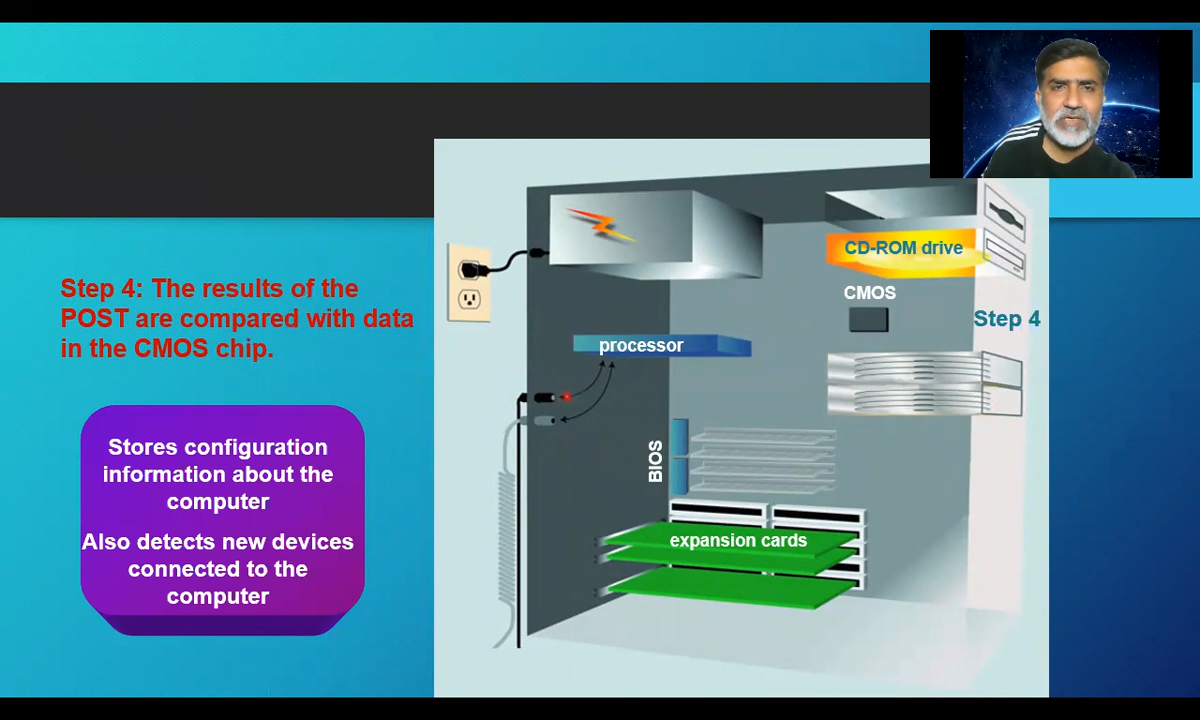 Step 4: The results of the
POST are compared with data
in the CMOS chip.
Stores configuration
information about the
computer
Also detects new devices
connected to the
computer
CD-ROM drive
CMOS
Step 4
processor
BIOS
expansion cards